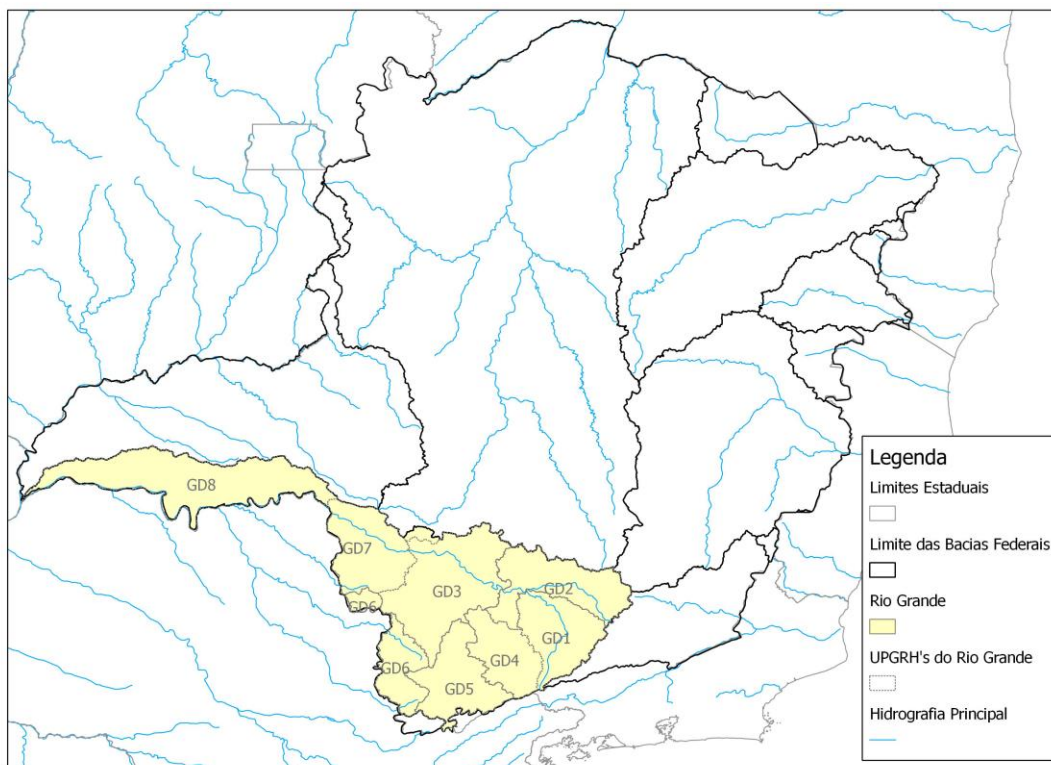 GD8
GD7
GD3
GD2
GD6
GD1
GD6
GD4
GD5
Legenda
Limites Estaduais
Limite das Bacias Federais
Rio Grande
UPGRH's do Rio Grande
Hidrografia Principal